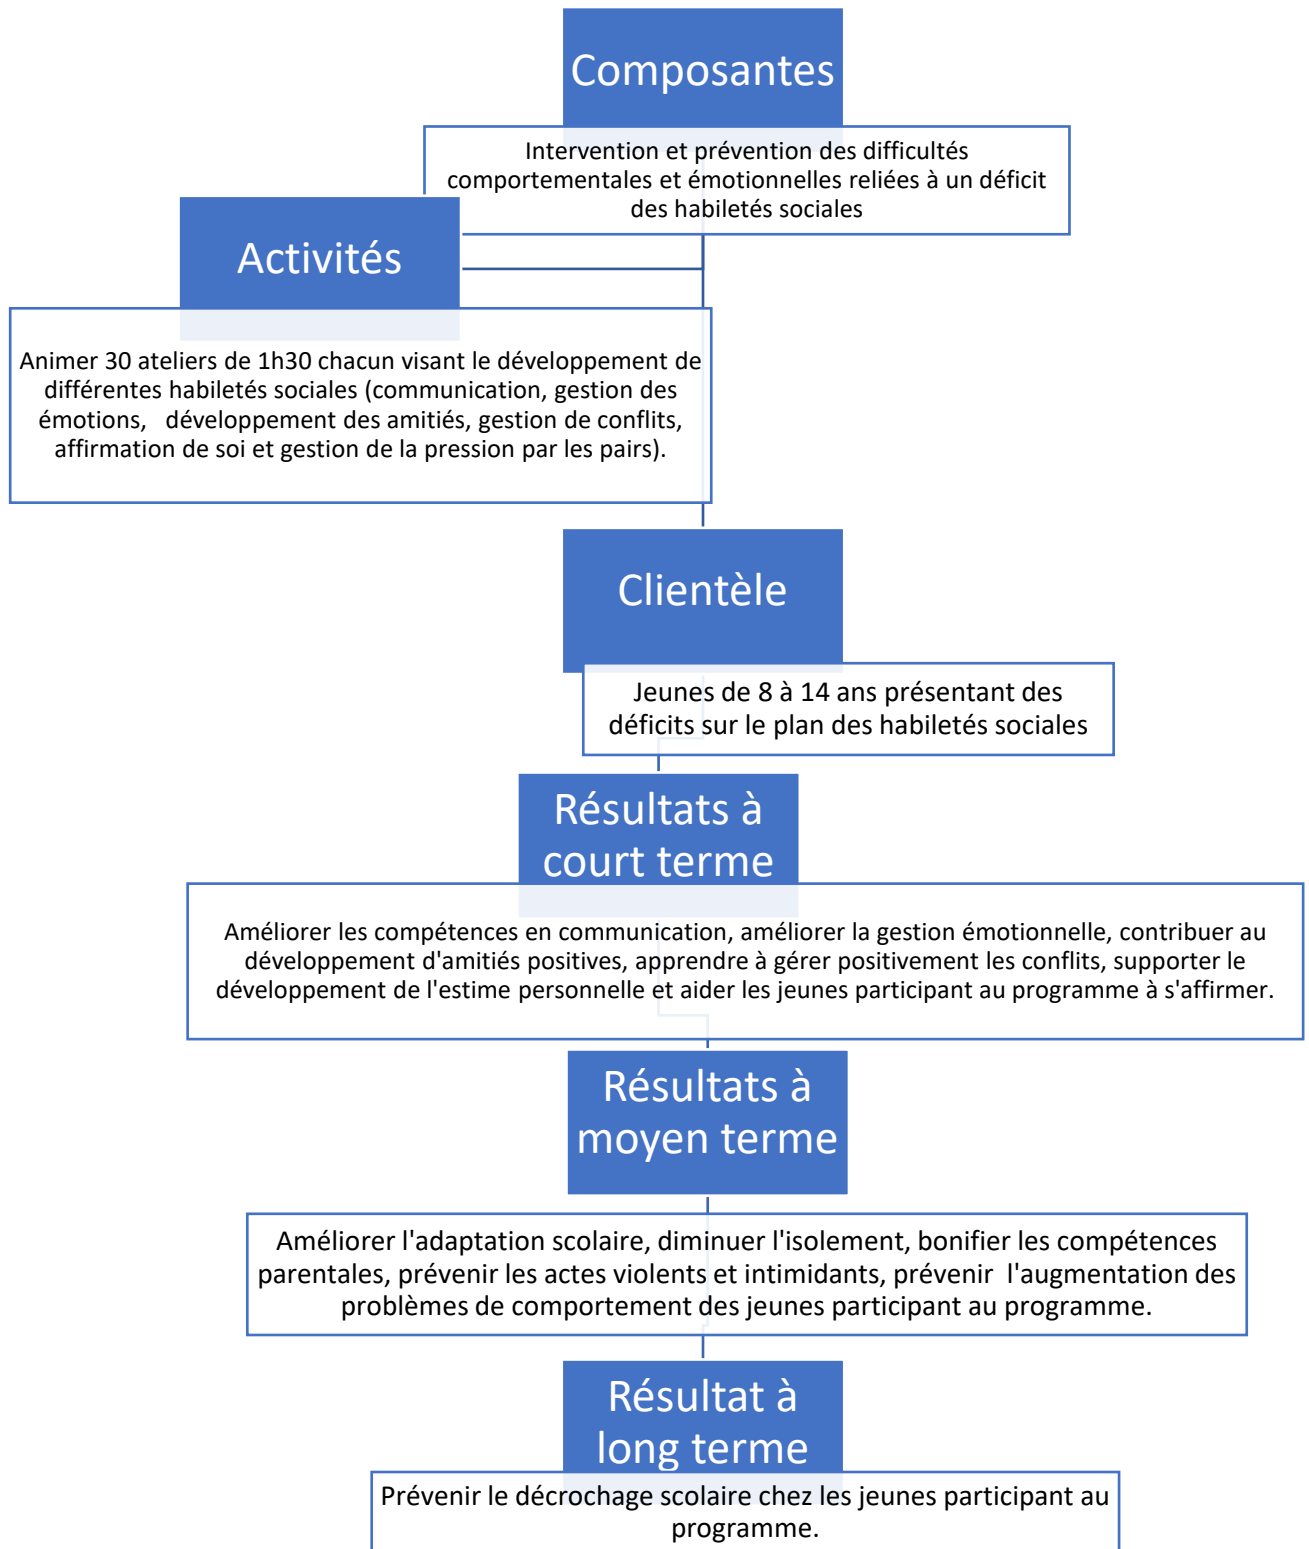 Composantes
Intervention et prévention des difficultés
comportementales et émotionnelles reliées à un déficit
des habiletés sociales
Activités
Animer 30 ateliers de 1h30 chacun visant le développement de
différentes habiletés sociales (communication, gestion des
émotions, développement des amitiés, gestion de conflits,
affirmation de soi et gestion de la pression par les pairs).
Clientèle
Jeunes de 8 à 14 ans présentant des
déficits sur le plan des habiletés sociales
Résultats à
court terme
Améliorer les compétences en communication, améliorer la gestion émotionnelle, contribuer au
développement d'amitiés positives, apprendre à gérer positivement les conflits, supporter le
développement de l'estime personnelle et aider les jeunes participant au programme à s'affirmer.
Résultats à
moyen terme
Améliorer l'adaptation scolaire, diminuer l'isolement, bonifier les compétences
parentales, prévenir les actes violents et intimidants, prévenir l'augmentation des
problèmes de comportement des jeunes participant au programme.
Résultat à
long terme
Prévenir le décrochage scolaire chez les jeunes participant au
programme.